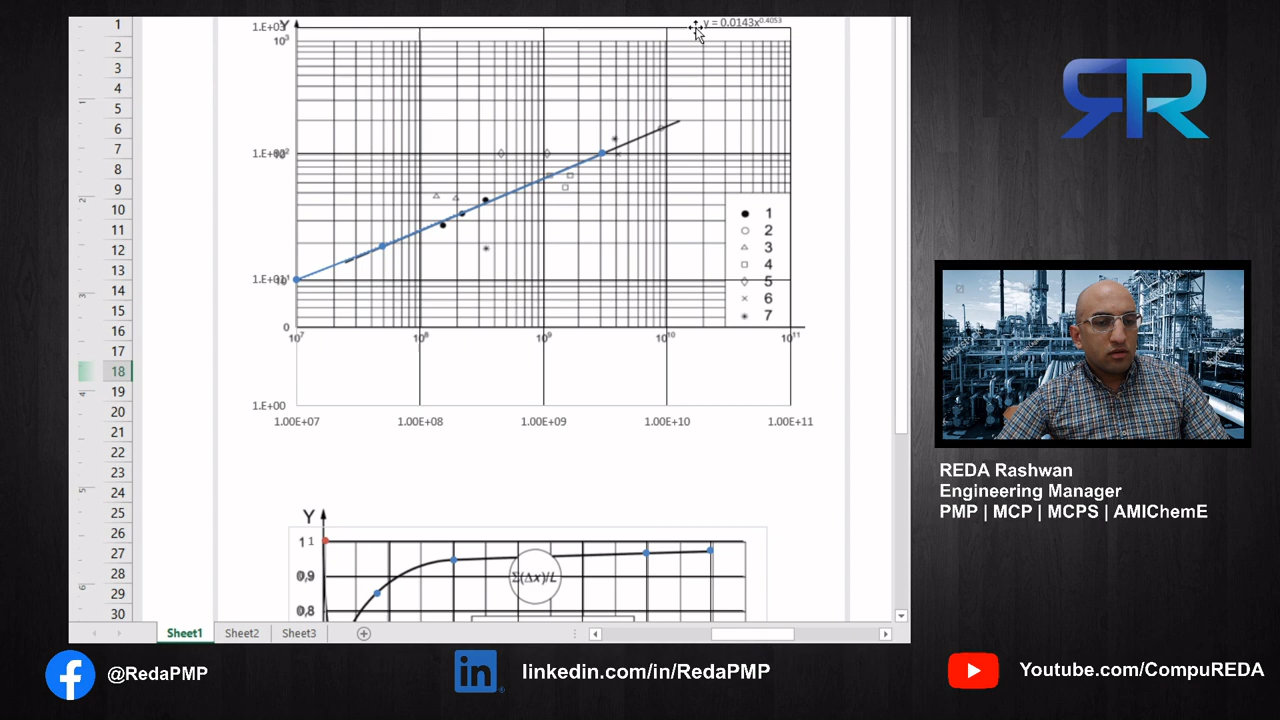 1
2
3
4
5
6
7
8
9
10
11
12
13
14
15
16
17
18
19
20
21
22
23
24
25
26
27
28
29
30
Y
y = 0.0143x^0.4053
1.E+03
10³
10²
10¹
0
10⁷ 10⁸ 10⁹ 10¹⁰ 10¹¹
1.E+00
1.00E+07 1.00E+08 1.00E+09 1.00E+10 1.00E+11
1
2
3
4
5
6
7
Y
1 1
0,9
0,8
Σ(Δx)/L
Sheet1 Sheet2 Sheet3
RR
REDA Rashwan
Engineering Manager
PMP | MCP | MCPS | AMIChemE
@RedaPMP
in
linkedin.com/in/RedaPMP
Youtube.com/CompuREDA